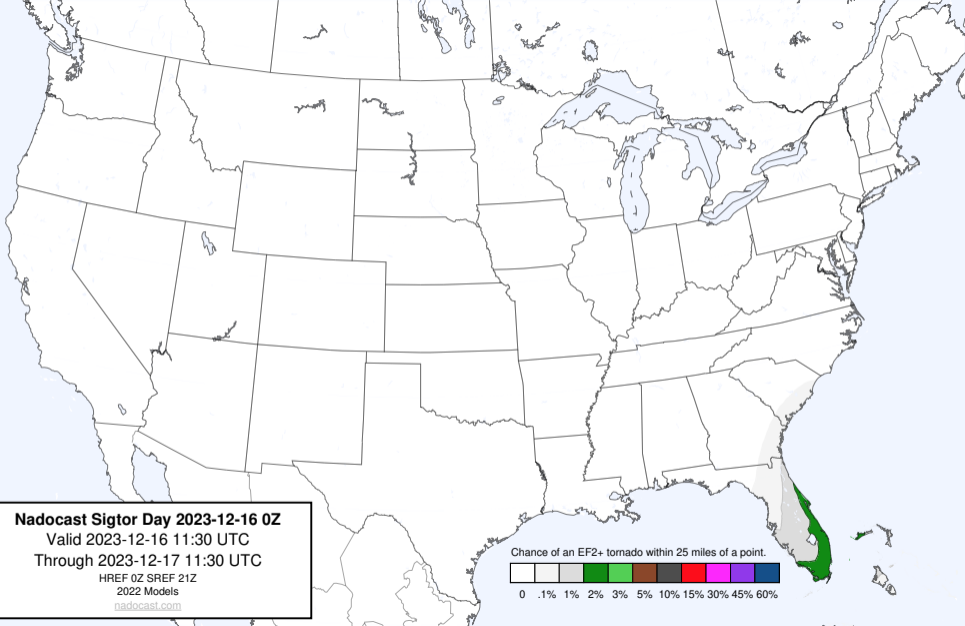 Nadocast Sigtor Day 2023-12-16 0Z
Valid 2023-12-16 11:30 UTC
Through 2023-12-17 11:30 UTC
HREF 0Z SREF 21Z
2022 Models
nadocast.com
Chance of an EF2+ tornado within 25 miles of a point.
0 .1% 1% 2% 3% 5% 10% 15% 30% 45% 60%